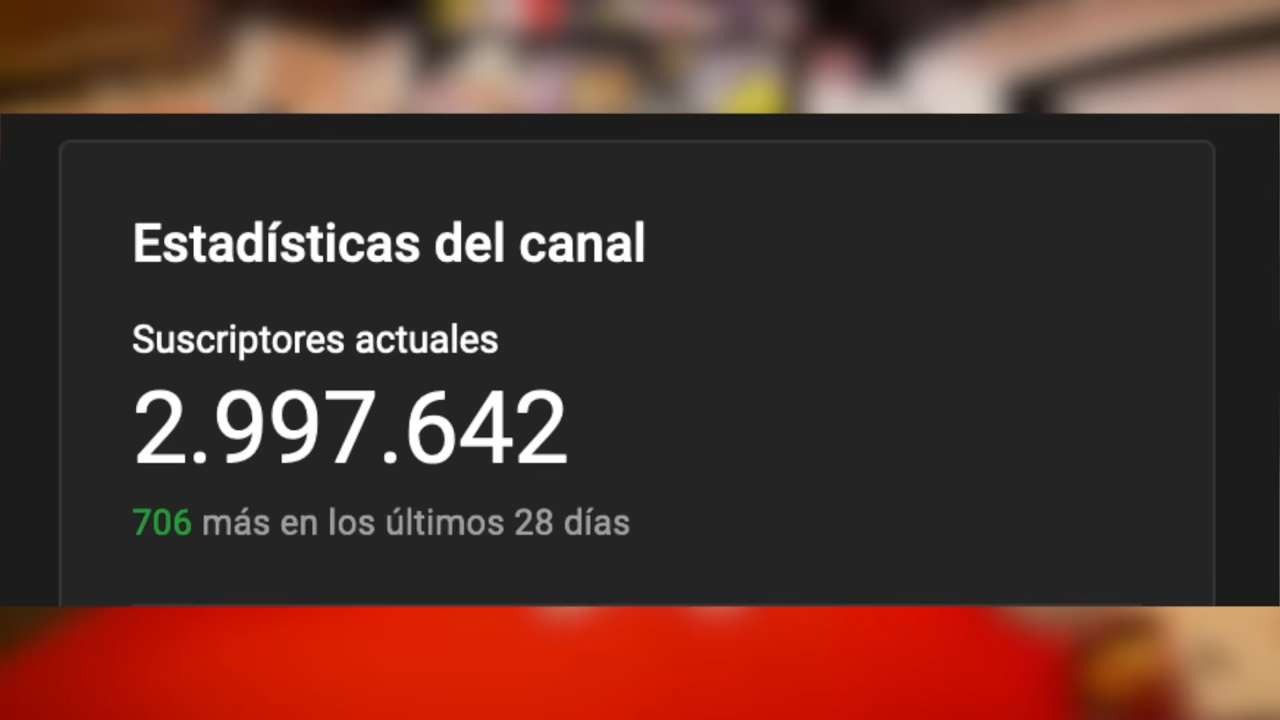 Estadísticas del canal
Suscriptores actuales
2.997.642
706 más en los últimos 28 días